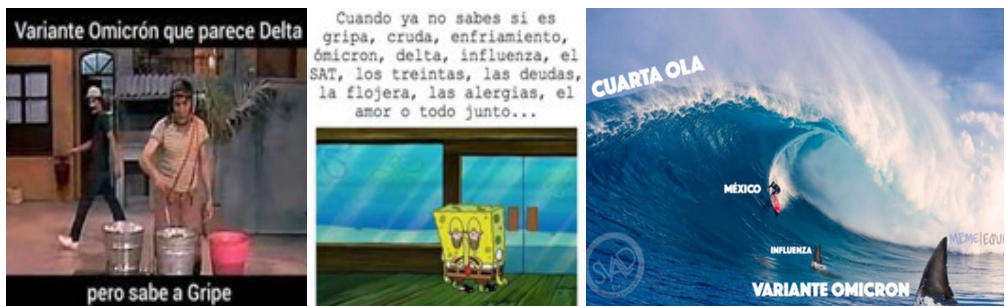 Variante Omicrón que parece Delta
pero sabe a Gripe
Cuando ya no sabes si es
gripa, cruda, enfriamiento,
ómicron, delta, influenza, el
SAT, los treintas, las deudas,
la flojera, las alergias, el
amor o todo junto...
CUARTA OLA
MÉXICO
INFLUENZA
VARIANTE OMICRON